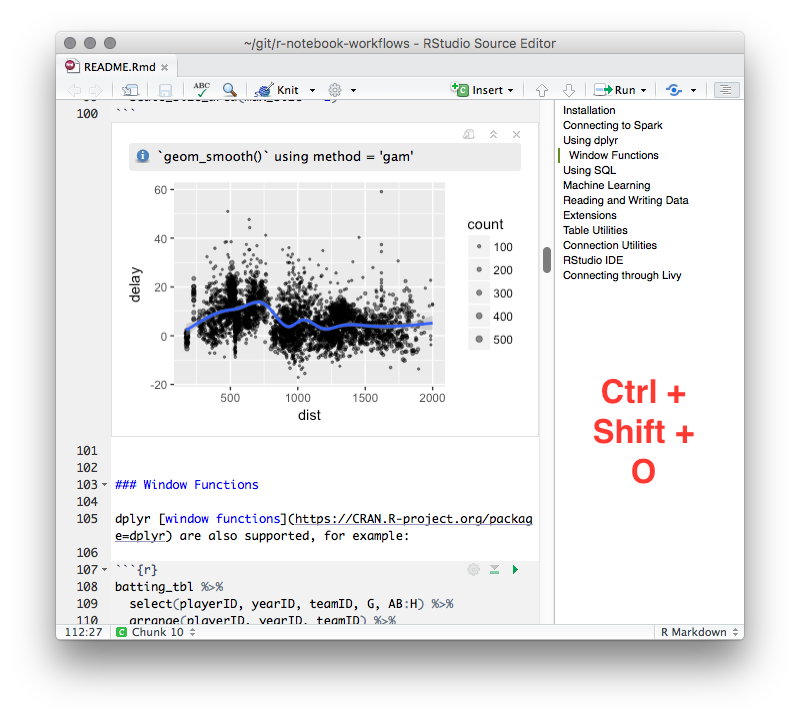 ~/git/r-notebook-workflows - RStudio Source Editor
README.Rmd
ABC
Knit
Insert
Run
100 ```
`geom_smooth()` using method = 'gam'
60
40
20
0
-20
delay
500 1000 1500 2000
dist
count
100
200
300
400
500
101
102
103 ### Window Functions
104
105 dplyr [window functions](https://CRAN.R-project.org/packag
e=dplyr) are also supported, for example:
106
107 ```{r}
108 batting_tbl %>%
109 select(playerID, yearID, teamID, G, AB:H) %>%
110 arrange(playerID, yearID, teamID) %>%
112:27 C Chunk 10 R Markdown
Installation
Connecting to Spark
Using dplyr
Window Functions
Using SQL
Machine Learning
Reading and Writing Data
Extensions
Table Utilities
Connection Utilities
RStudio IDE
Connecting through Livy
Ctrl +
Shift +
O